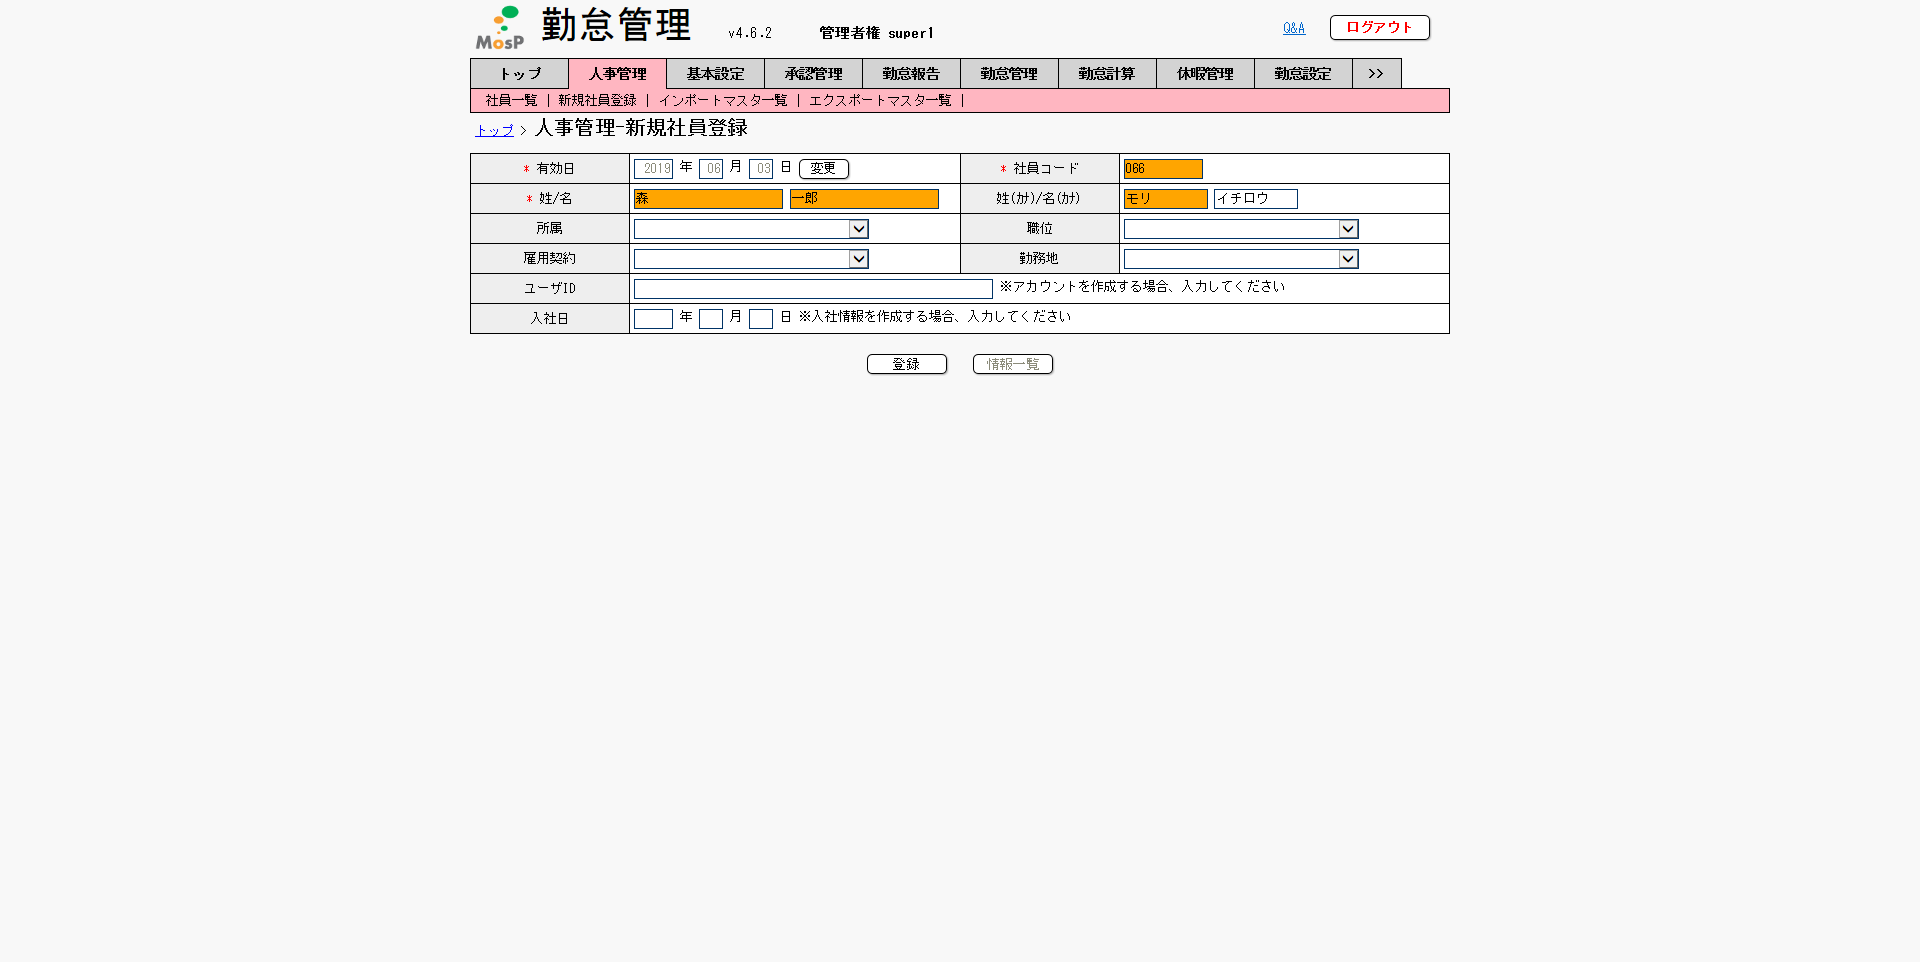 MosP 勤怠管理 v4.6.2 管理者権 super1 Q&A ログアウト
トップ 人事管理 基本設定 承認管理 勤怠報告 勤怠管理 勤怠計算 休暇管理 勤怠設定 >>
社員一覧 | 新規社員登録 | インポートマスター覧 | エクスポートマスター覧 |
トップ > 人事管理-新規社員登録
* 有効日 2019 年 06 月 03 日 変更 * 社員コード 066
* 姓/名 森 一郎 姓(ｶﾅ)/名(ｶﾅ) モリ イチロウ
所属 職位
雇用契約 勤務地
ユーザID ※アカウントを作成する場合、入力してください
入社日 年 月 日 ※入社情報を作成する場合、入力してください
登録 情報一覧